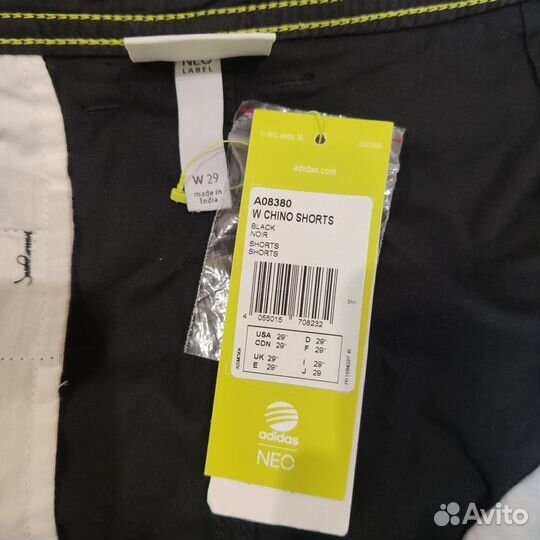 NEO
LABEL
W 29
made in
India
© 2013 adidas AG
adidas.com
A08380
W CHINO SHORTS
BLACK
NOIR
SHORTS
SHORTS
EAN
4 055015 708232
USA 29" D 29"
CDN 29" F 29"
UK 29" I 29"
E 29" J 29"
adidas
NEO
Avito